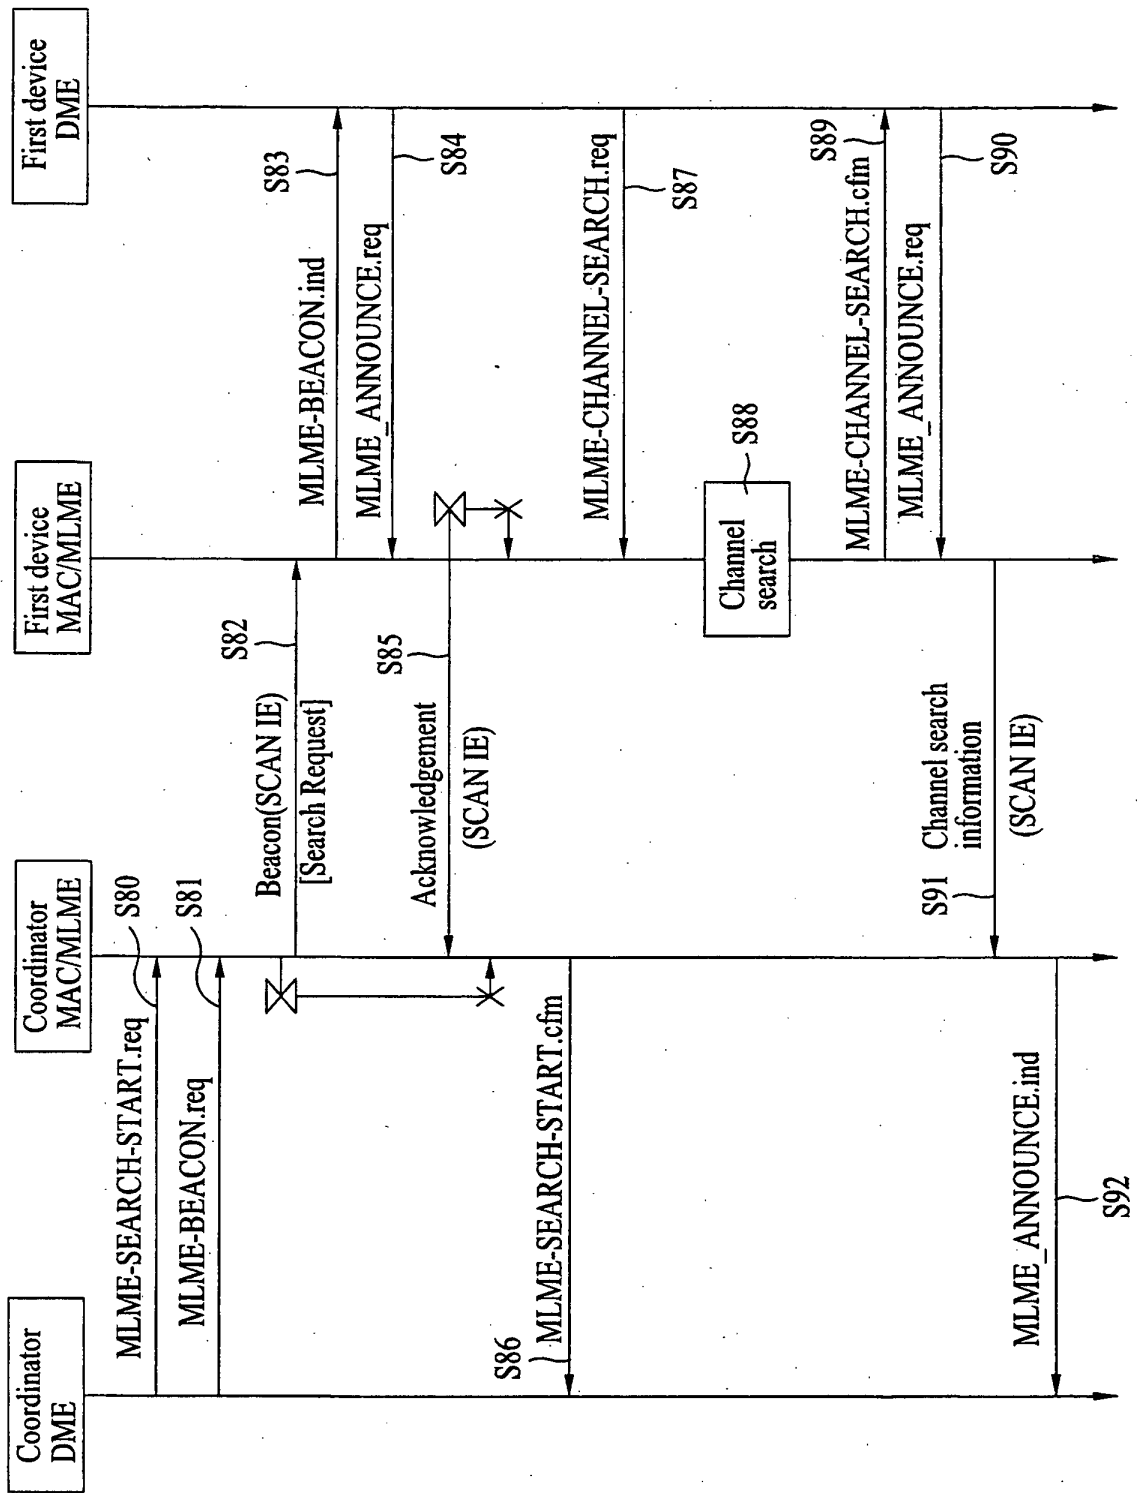 Coordinator
DME
Coordinator
MAC/MLME
First device
MAC/MLME
First device
DME
MLME-SEARCH-START.req
S80
MLME-BEACON.req
S81
Beacon(SCAN IE)
[Search Request]
S82
MLME-BEACON.ind
S83
MLME_ANNOUNCE.req
S84
Acknowledgement
(SCAN IE)
S85
MLME-SEARCH-START.cfm
S86
MLME-CHANNEL-SEARCH.req
S87
Channel
search
S88
MLME-CHANNEL-SEARCH.cfm
S89
MLME_ANNOUNCE.req
S90
S91
Channel search
information
(SCAN IE)
MLME_ANNOUNCE.ind
S92